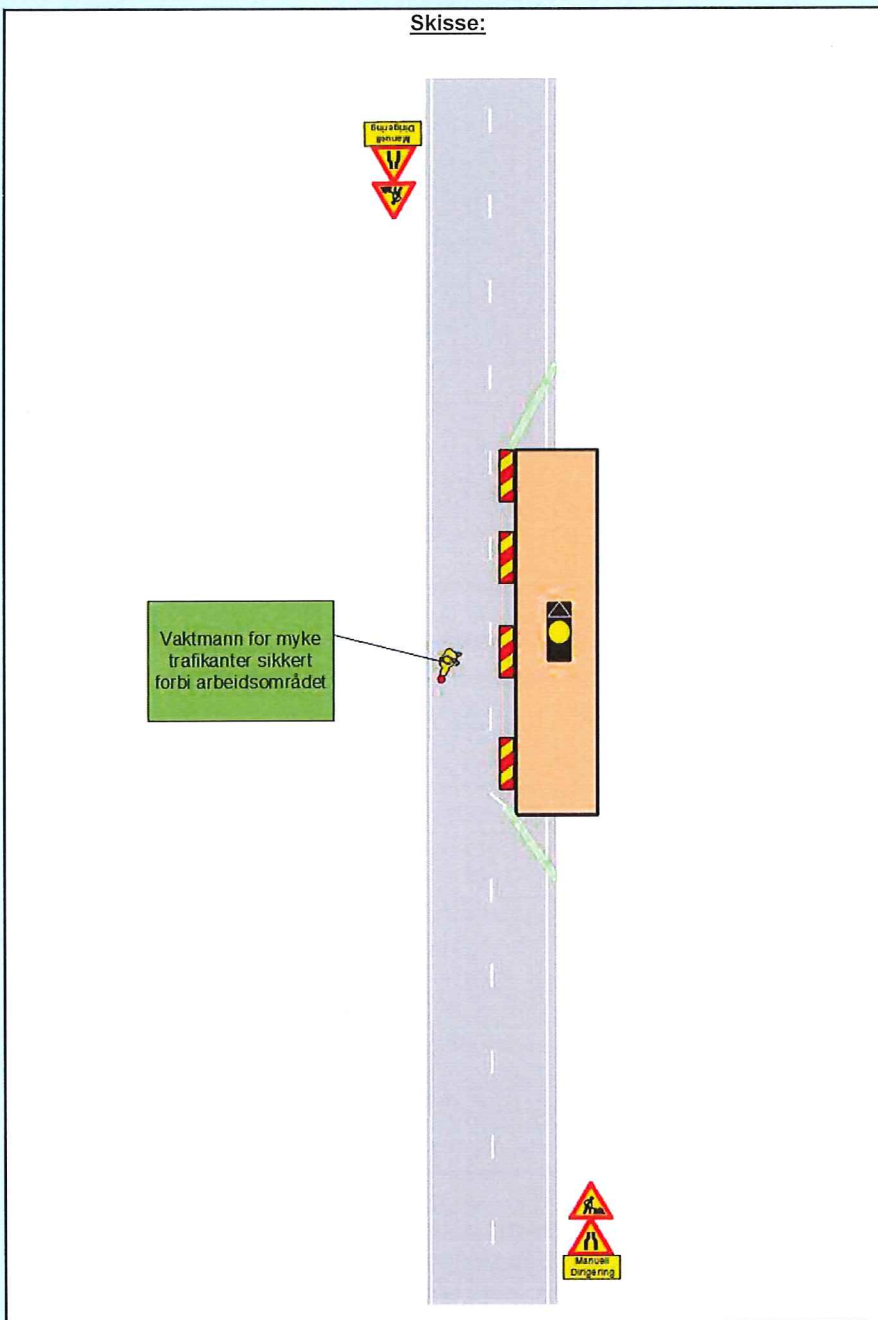 Skisse:
Manuell
Dirigering
Vaktmann for myke
trafikanter sikkert
forbi arbeidsområdet
Manuell
Dirigering